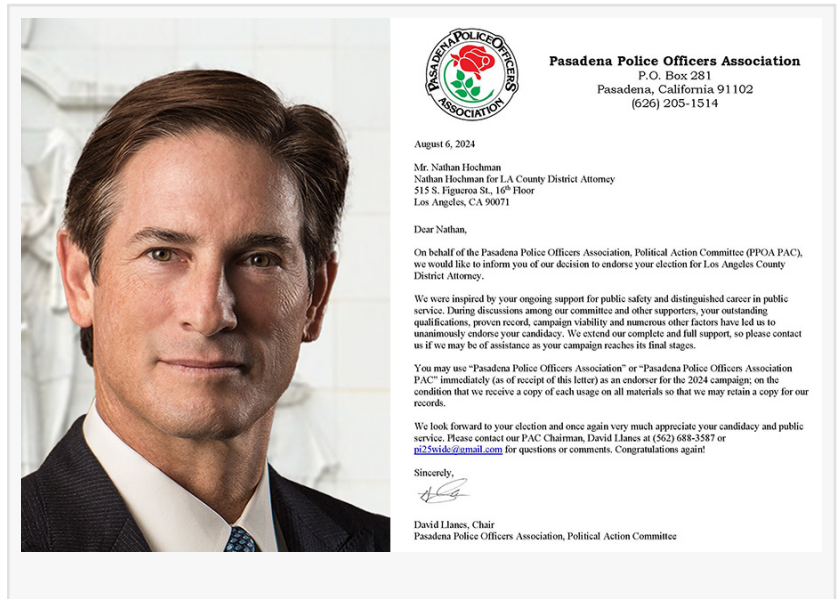 PASADENA POLICE OFFICERS
ASSOCIATION
Pasadena Police Officers Association
P.O. Box 281
Pasadena, California 91102
(626) 205-1514
August 6, 2024
Mr. Nathan Hochman
Nathan Hochman for LA County District Attorney
515 S. Figueroa St., 16th Floor
Los Angeles, CA 90071
Dear Nathan,
On behalf of the Pasadena Police Officers Association, Political Action Committee (PPOA PAC),
we would like to inform you of our decision to endorse your election for Los Angeles County
District Attorney.
We were inspired by your ongoing support for public safety and distinguished career in public
service. During discussions among our committee and other supporters, your outstanding
qualifications, proven record, campaign viability and numerous other factors have led us to
unanimously endorse your candidacy. We extend our complete and full support, so please contact
us if we may be of assistance as your campaign reaches its final stages.
You may use “Pasadena Police Officers Association” or “Pasadena Police Officers Association
PAC” immediately (as of receipt of this letter) as an endorser for the 2024 campaign; on the
condition that we receive a copy of each usage on all materials so that we may retain a copy for our
records.
We look forward to your election and once again very much appreciate your candidacy and public
service. Please contact our PAC Chairman, David Llanes at (562) 688-3587 or
pi25wide@gmail.com for questions or comments. Congratulations again!
Sincerely,
David Llanes, Chair
Pasadena Police Officers Association, Political Action Committee